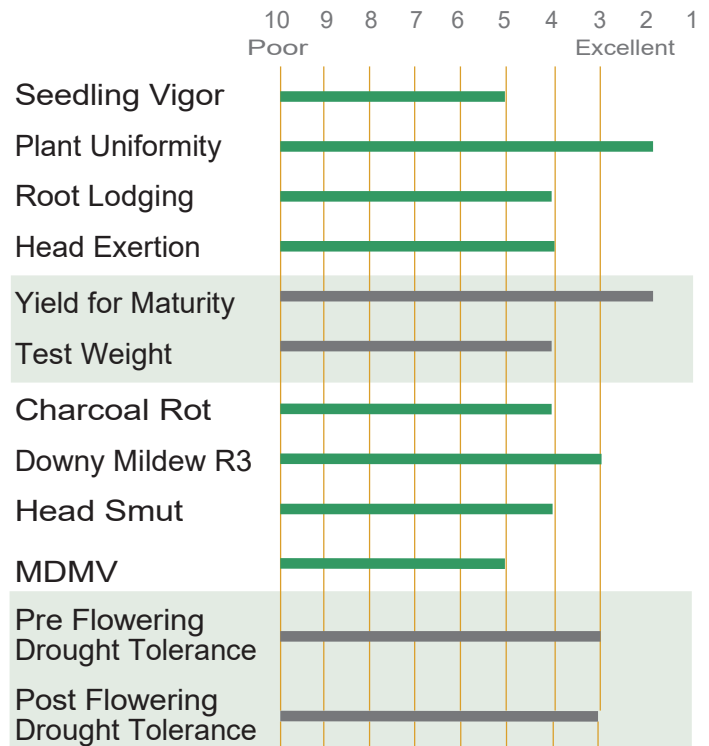 10 9 8 7 6 5 4 3 2 1
Poor Excellent
Seedling Vigor
Plant Uniformity
Root Lodging
Head Exertion
Yield for Maturity
Test Weight
Charcoal Rot
Downy Mildew R3
Head Smut
MDMV
Pre Flowering
Drought Tolerance
Post Flowering
Drought Tolerance